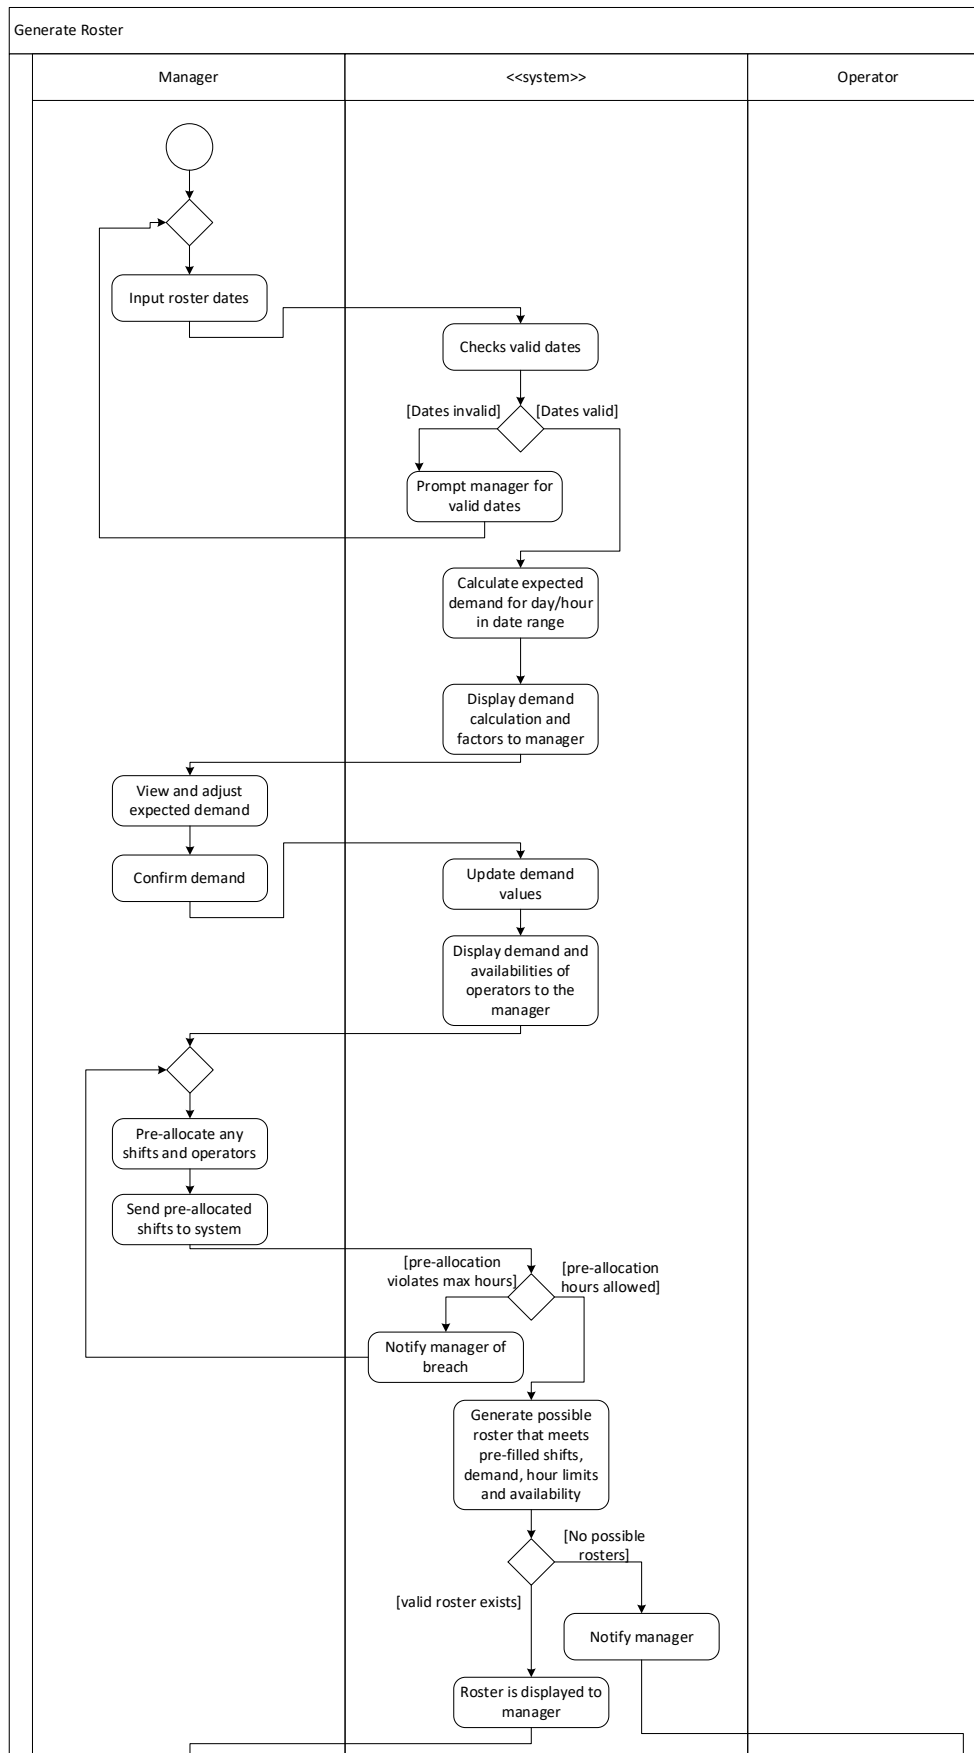 Generate Roster
Manager
<<system>>
Operator
Input roster dates
Checks valid dates
[Dates invalid]
[Dates valid]
Prompt manager for
valid dates
Calculate expected
demand for day/hour
in date range
Display demand
calculation and
factors to manager
View and adjust
expected demand
Confirm demand
Update demand
values
Display demand and
availabilities of
operators to the
manager
Pre-allocate any
shifts and operators
Send pre-allocated
shifts to system
[pre-allocation
violates max hours]
[pre-allocation
hours allowed]
Notify manager of
breach
Generate possible
roster that meets
pre-filled shifts,
demand, hour limits
and availability
[No possible
rosters]
[valid roster exists]
Notify manager
Roster is displayed to
manager